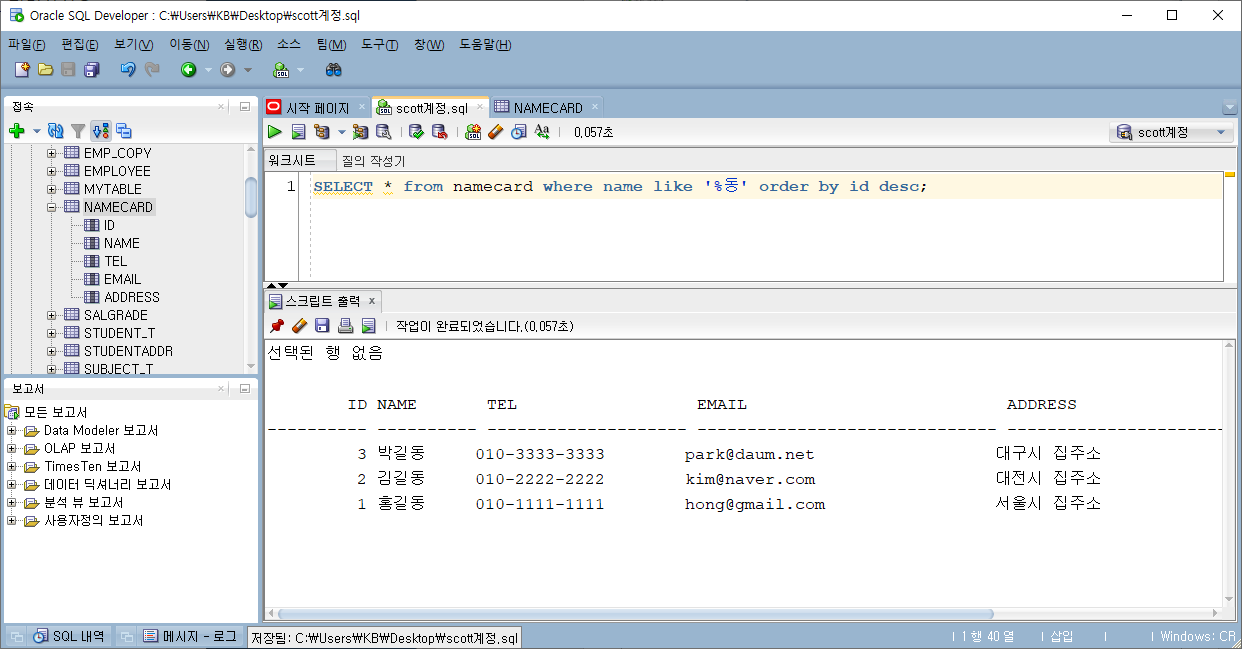 Oracle SQL Developer : C:₩Users₩KB₩Desktop₩scott계정.sql
파일(F) 편집(E) 보기(V) 이동(N) 실행(R) 소스 팀(M) 도구(T) 창(W) 도움말(H)
접속
EMP_COPY
EMPLOYEE
MYTABLE
NAMECARD
ID
NAME
TEL
EMAIL
ADDRESS
SALGRADE
STUDENT_T
STUDENTADDR
SUBJECT_T
보고서
모든 보고서
Data Modeler 보고서
OLAP 보고서
TimesTen 보고서
데이터 딕셔너리 보고서
분석 뷰 보고서
사용자정의 보고서
시작 페이지 scott계정.sql NAMECARD
0.057초 scott계정
워크시트 질의 작성기
1 SELECT * from namecard where name like '%동' order by id desc;
스크립트 출력
작업이 완료되었습니다.(0.057초)
선택된 행 없음
ID NAME TEL EMAIL ADDRESS
---------- ---------- -------------------- ------------------------------ ----------------------
3 박길동 010-3333-3333 park@daum.net 대구시 집주소
2 김길동 010-2222-2222 kim@naver.com 대전시 집주소
1 홍길동 010-1111-1111 hong@gmail.com 서울시 집주소
SQL 내역 메시지 - 로그 저장됨: C:₩Users₩KB₩Desktop₩scott계정.sql 1 행 40 열 삽입 Windows: CR